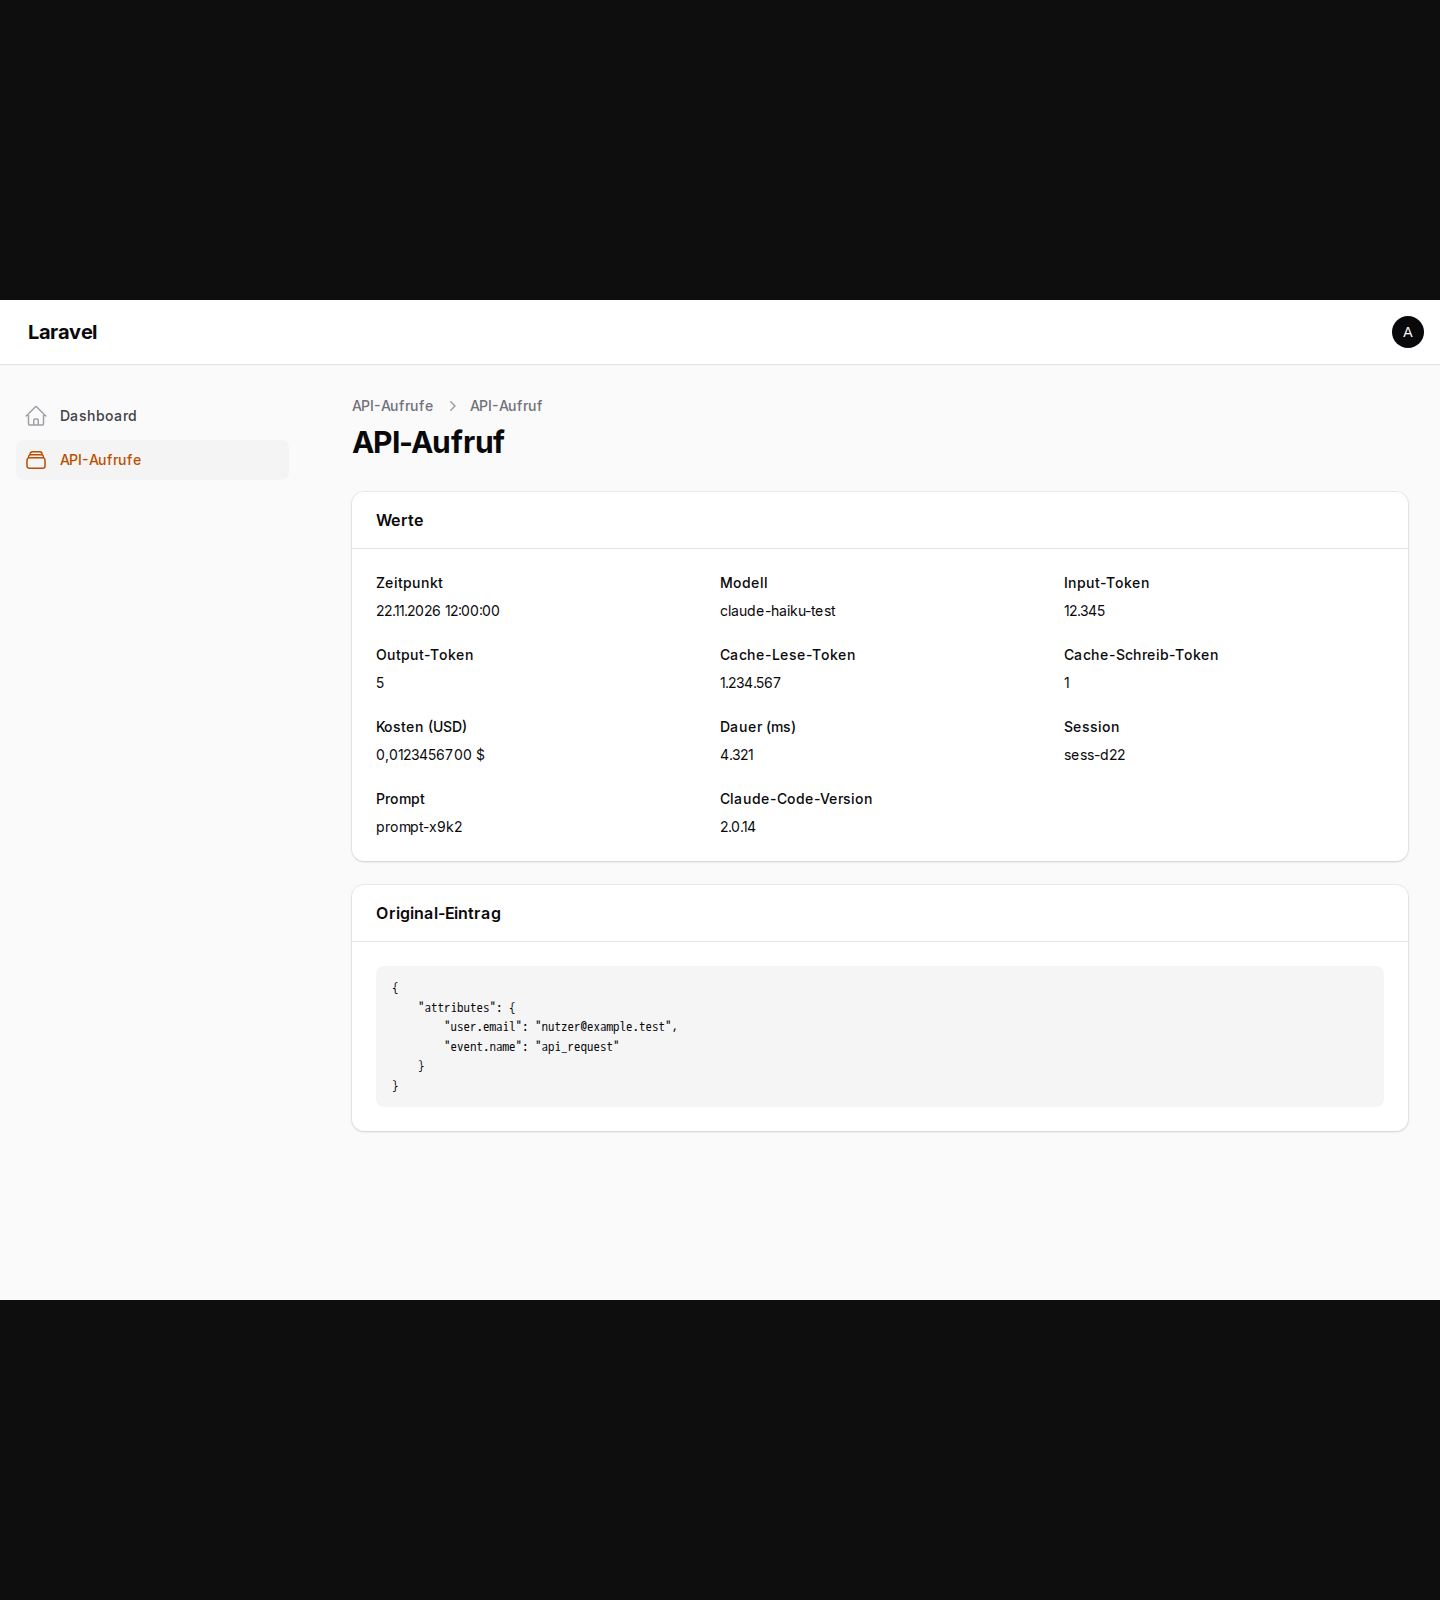 Laravel
A
Dashboard
API-Aufrufe
API-Aufrufe > API-Aufruf
API-Aufruf
Werte
Zeitpunkt Modell Input-Token
22.11.2026 12:00:00 claude-haiku-test 12.345
Output-Token Cache-Lese-Token Cache-Schreib-Token
5 1.234.567 1
Kosten (USD) Dauer (ms) Session
0,0123456700 $ 4.321 sess-d22
Prompt Claude-Code-Version
prompt-x9k2 2.0.14
Original-Eintrag
{
    "attributes": {
        "user.email": "nutzer@example.test",
        "event.name": "api_request"
    }
}